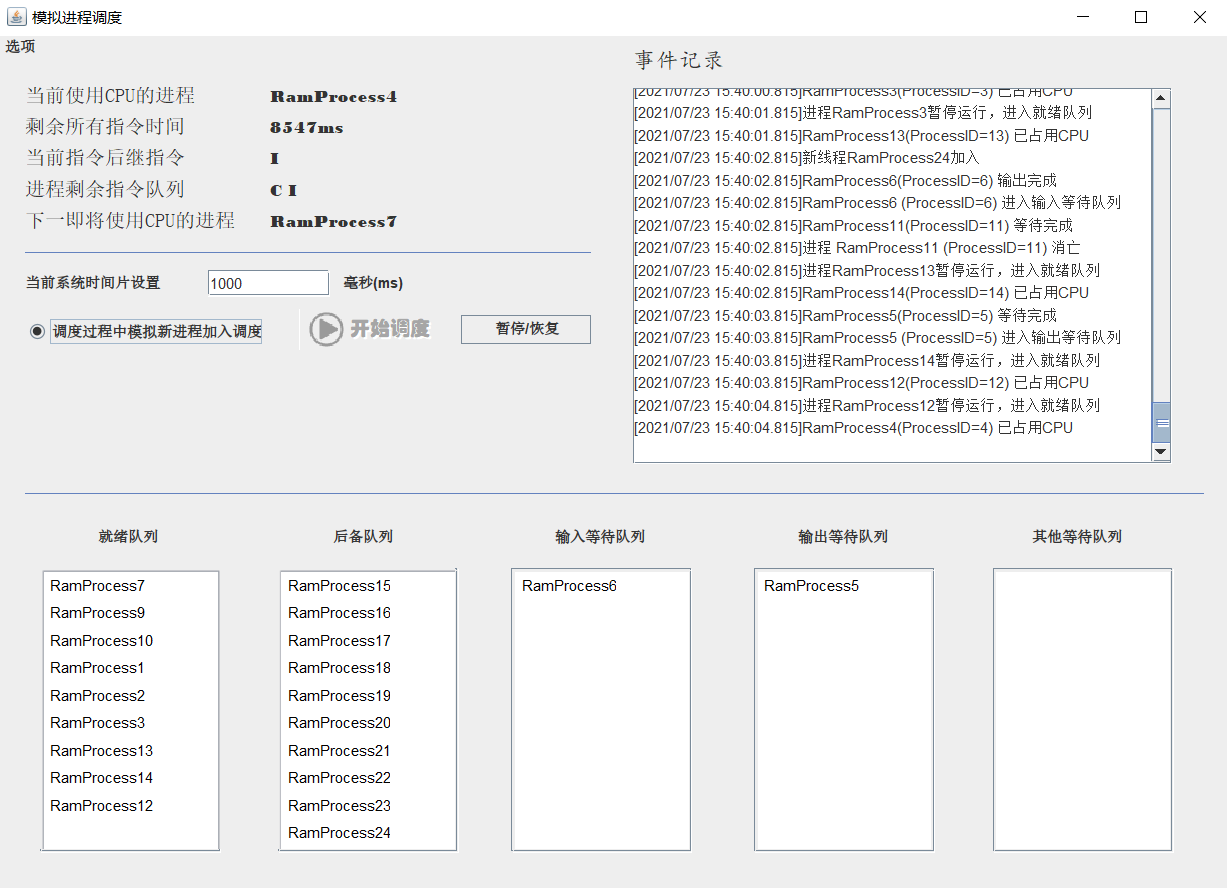 模拟进程调度
选项
当前使用CPU的进程 RamProcess4
剩余所有指令时间 8547ms
当前指令后继指令 I
进程剩余指令队列 C I
下一即将使用CPU的进程 RamProcess7
当前系统时间片设置 1000 毫秒(ms)
调度过程中模拟新进程加入调度 开始调度 暂停/恢复
事件记录
[2021/07/23 15:40:00.815]RamProcess3(ProcessID=3) 已占用CPU
[2021/07/23 15:40:01.815]进程RamProcess3暂停运行，进入就绪队列
[2021/07/23 15:40:01.815]RamProcess13(ProcessID=13) 已占用CPU
[2021/07/23 15:40:02.815]新线程RamProcess24加入
[2021/07/23 15:40:02.815]RamProcess6(ProcessID=6) 输出完成
[2021/07/23 15:40:02.815]RamProcess6 (ProcessID=6) 进入输入等待队列
[2021/07/23 15:40:02.815]RamProcess11(ProcessID=11) 等待完成
[2021/07/23 15:40:02.815]进程 RamProcess11 (ProcessID=11) 消亡
[2021/07/23 15:40:02.815]进程RamProcess13暂停运行，进入就绪队列
[2021/07/23 15:40:02.815]RamProcess14(ProcessID=14) 已占用CPU
[2021/07/23 15:40:03.815]RamProcess5(ProcessID=5) 等待完成
[2021/07/23 15:40:03.815]RamProcess5 (ProcessID=5) 进入输出等待队列
[2021/07/23 15:40:03.815]进程RamProcess14暂停运行，进入就绪队列
[2021/07/23 15:40:03.815]RamProcess12(ProcessID=12) 已占用CPU
[2021/07/23 15:40:04.815]进程RamProcess12暂停运行，进入就绪队列
[2021/07/23 15:40:04.815]RamProcess4(ProcessID=4) 已占用CPU
就绪队列
RamProcess7
RamProcess9
RamProcess10
RamProcess1
RamProcess2
RamProcess3
RamProcess13
RamProcess14
RamProcess12
后备队列
RamProcess15
RamProcess16
RamProcess17
RamProcess18
RamProcess19
RamProcess20
RamProcess21
RamProcess22
RamProcess23
RamProcess24
输入等待队列
RamProcess6
输出等待队列
RamProcess5
其他等待队列